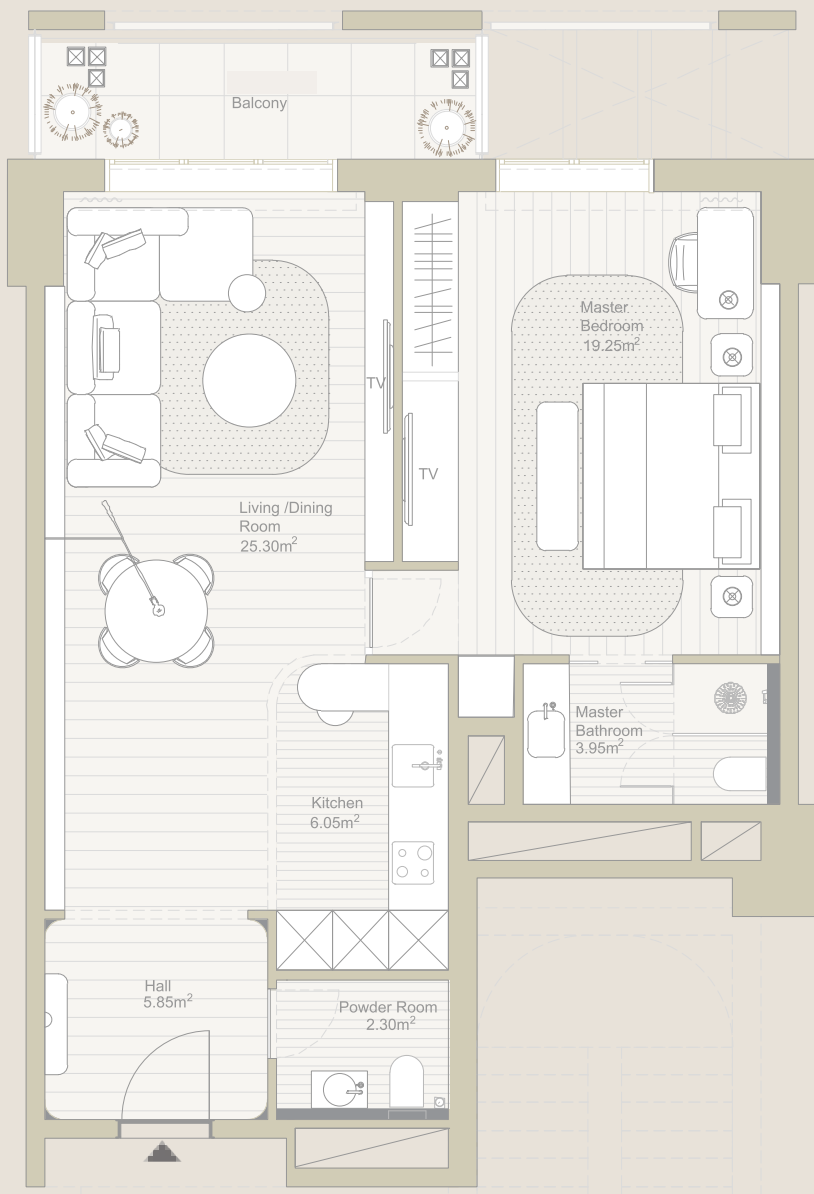 Balcony
Master
Bedroom
19.25m²
TV
TV
Living /Dining
Room
25.30m²
Master
Bathroom
3.95m²
Kitchen
6.05m²
Hall
5.85m²
Powder Room
2.30m²